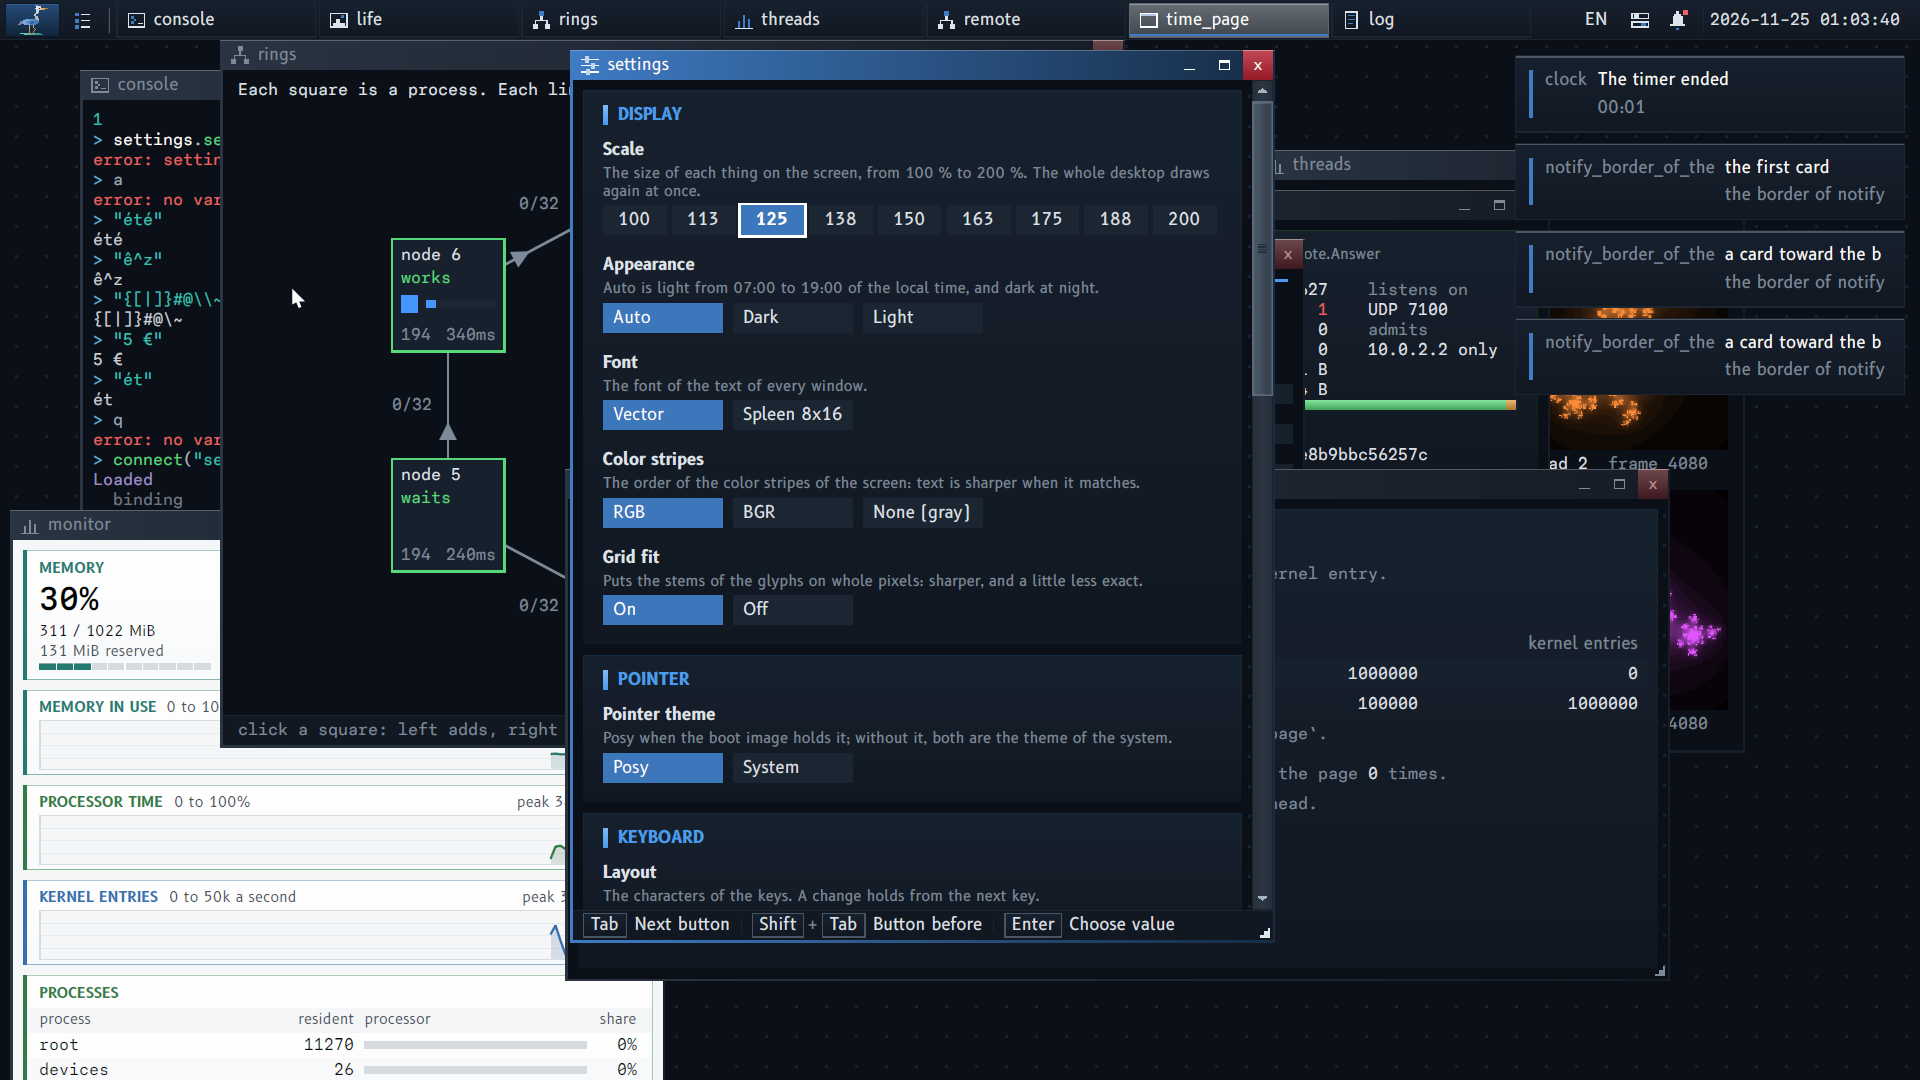 console
life
rings
threads
remote
time_page
log
EN
2026-11-25 01:03:40
rings
Each square is a process. Each li
console
1
> settings.se
error: settin
> a
error: no var
> "été"
été
> "ê^z"
ê^z
> "{[|]}#@\\~
{[|]}#@\~
> "5 €"
5 €
> "ét"
ét
> q
error: no var
> connect("se
Loaded
binding
0/32
node 6
works
194 340ms
0/32
node 5
waits
194 240ms
0/32
click a square: left adds, right
monitor
MEMORY
30%
311 / 1022 MiB
131 MiB reserved
MEMORY IN USE 0 to 10
PROCESSOR TIME 0 to 100% peak 3
KERNEL ENTRIES 0 to 50k a second peak 3
PROCESSES
process resident processor share
root 11270 0%
devices 26 0%
settings
x
DISPLAY
Scale
The size of each thing on the screen, from 100 % to 200 %. The whole desktop draws
again at once.
100 113 125 138 150 163 175 188 200
Appearance
Auto is light from 07:00 to 19:00 of the local time, and dark at night.
Auto Dark Light
Font
The font of the text of every window.
Vector Spleen 8x16
Color stripes
The order of the color stripes of the screen: text is sharper when it matches.
RGB BGR None (gray)
Grid fit
Puts the stems of the glyphs on whole pixels: sharper, and a little less exact.
On Off
POINTER
Pointer theme
Posy when the boot image holds it; without it, both are the theme of the system.
Posy System
KEYBOARD
Layout
The characters of the keys. A change holds from the next key.
Tab Next button Shift + Tab Button before Enter Choose value
threads
x
ote.Answer
627 listens on
1 UDP 7100
0 admits
0 10.0.2.2 only
B
B
e8b9bbc56257c
ad 2 frame 4080
x
rnel entry.
kernel entries
1000000 0
100000 1000000
page`.
the page 0 times.
ead.
4080
clock The timer ended
00:01
notify_border_of_the the first card
the border of notify
notify_border_of_the a card toward the b
the border of notify
notify_border_of_the a card toward the b
the border of notify